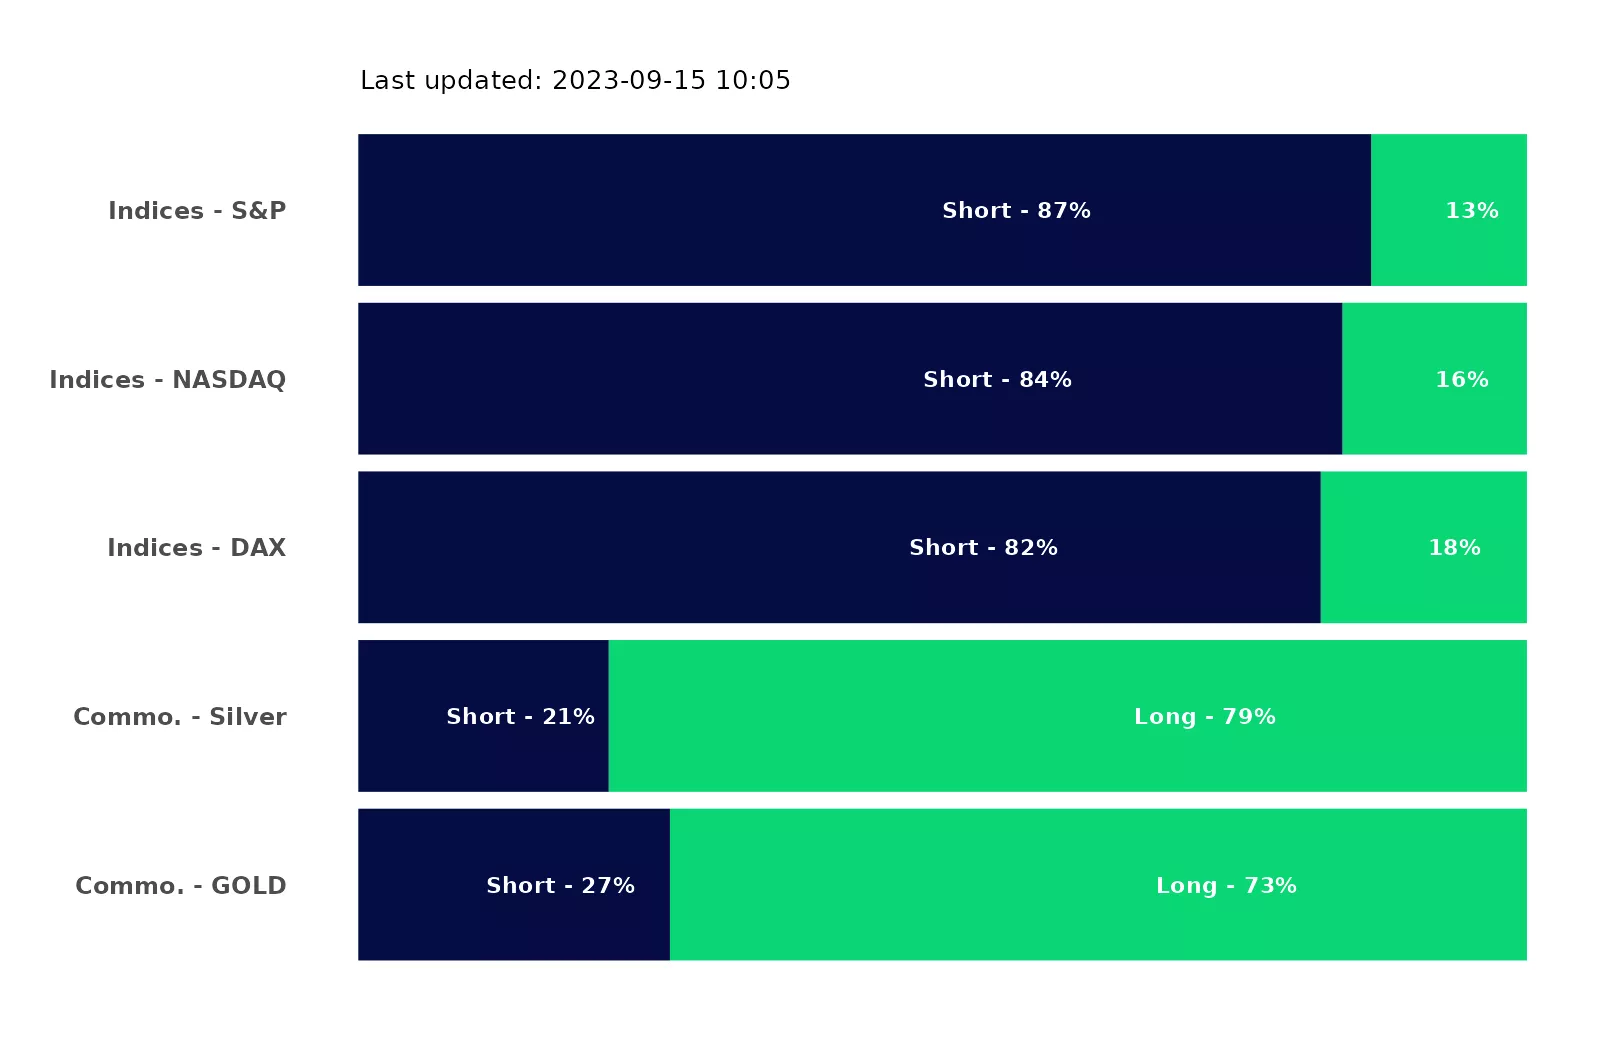 Last updated: 2023-09-15 10:05
Indices - S&P
Short - 87%
13%
Indices - NASDAQ
Short - 84%
16%
Indices - DAX
Short - 82%
18%
Commo. - Silver
Short - 21%
Long - 79%
Commo. - GOLD
Short - 27%
Long - 73%